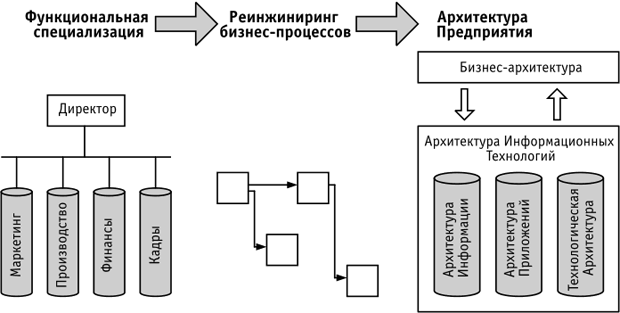 Функциональная
специализация
Реинжиниринг
бизнес-процессов
Архитектура
Предприятия
Директор
Маркетинг
Производство
Финансы
Кадры
Бизнес-архитектура
Архитектура Информационных
Технологий
Архитектура
Информации
Архитектура
Приложений
Технологическая
Архитектура